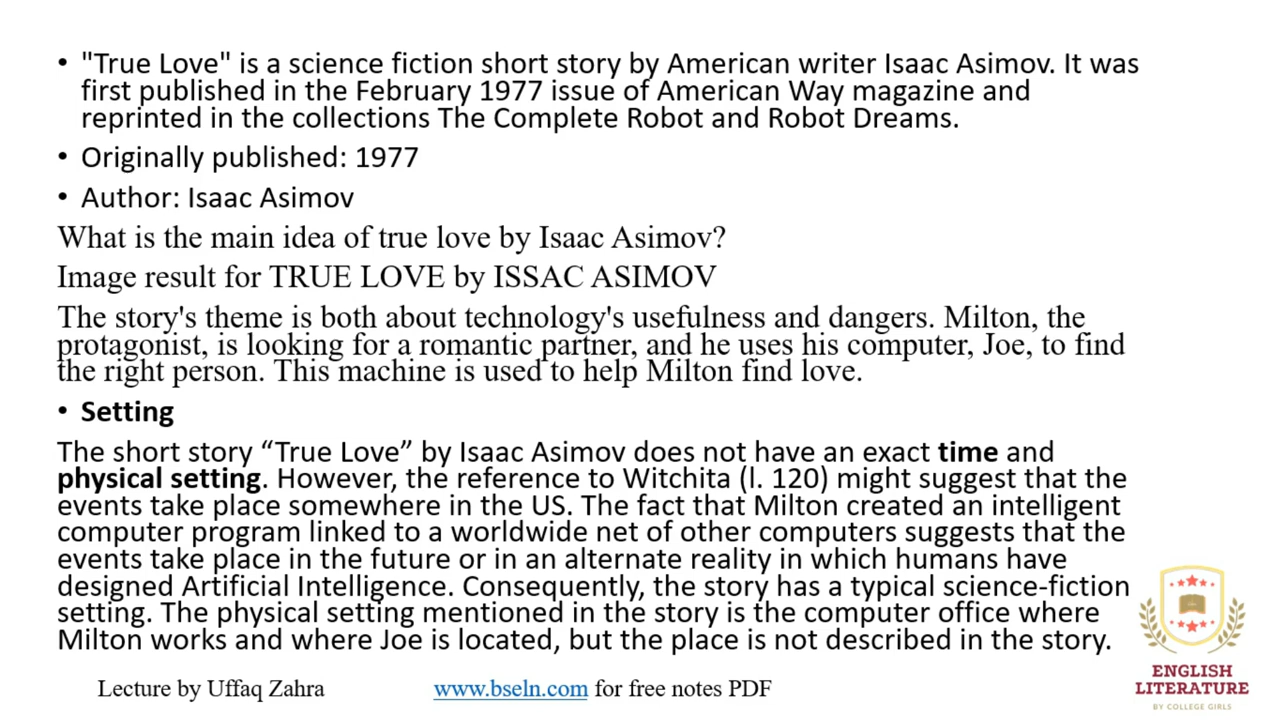 • "True Love" is a science fiction short story by American writer Isaac Asimov. It was
first published in the February 1977 issue of American Way magazine and
reprinted in the collections The Complete Robot and Robot Dreams.
• Originally published: 1977
• Author: Isaac Asimov
What is the main idea of true love by Isaac Asimov?
Image result for TRUE LOVE by ISSAC ASIMOV
The story's theme is both about technology's usefulness and dangers. Milton, the
protagonist, is looking for a romantic partner, and he uses his computer, Joe, to find
the right person. This machine is used to help Milton find love.
• Setting
The short story “True Love” by Isaac Asimov does not have an exact time and
physical setting. However, the reference to Witchita (l. 120) might suggest that the
events take place somewhere in the US. The fact that Milton created an intelligent
computer program linked to a worldwide net of other computers suggests that the
events take place in the future or in an alternate reality in which humans have
designed Artificial Intelligence. Consequently, the story has a typical science-fiction
setting. The physical setting mentioned in the story is the computer office where
Milton works and where Joe is located, but the place is not described in the story.
Lecture by Uffaq Zahra
www.bseln.com for free notes PDF
ENGLISH
LITERATURE
BY COLLEGE GIRLS